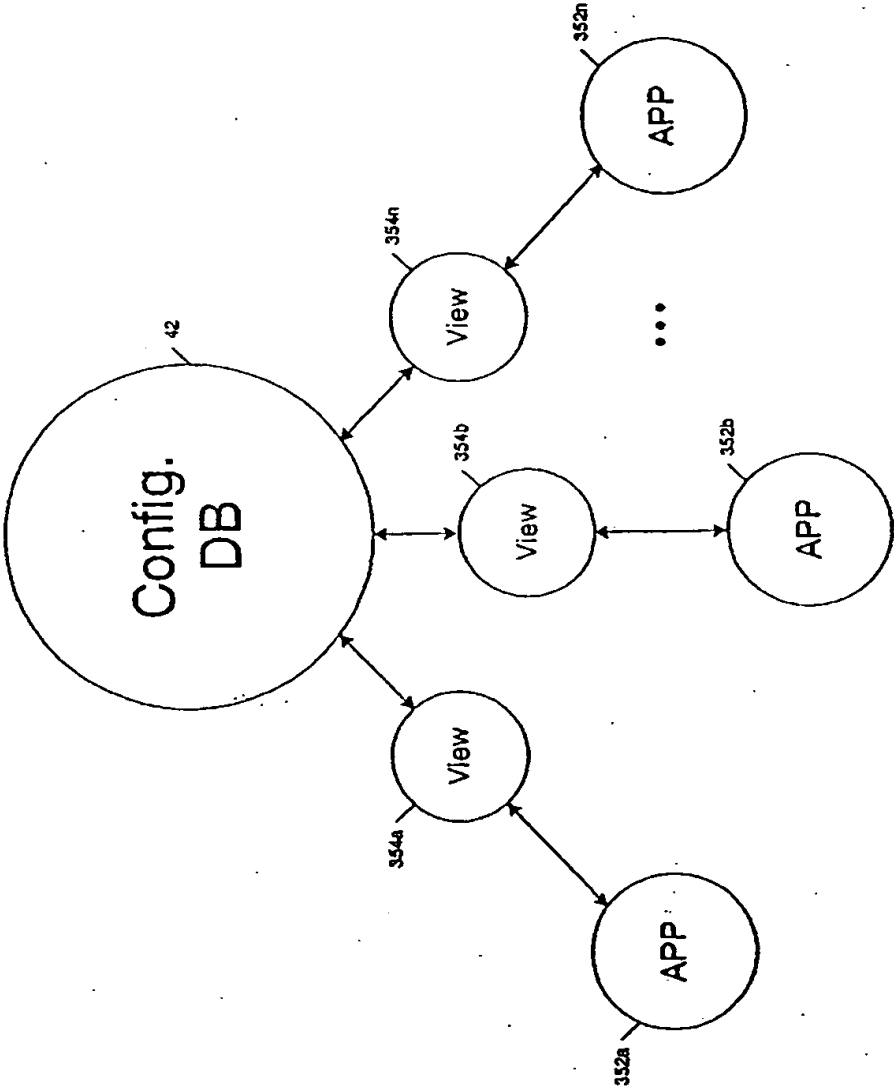 42
Config.
DB
354a
View
354b
View
354n
View
352a
APP
352b
APP
...
352n
APP